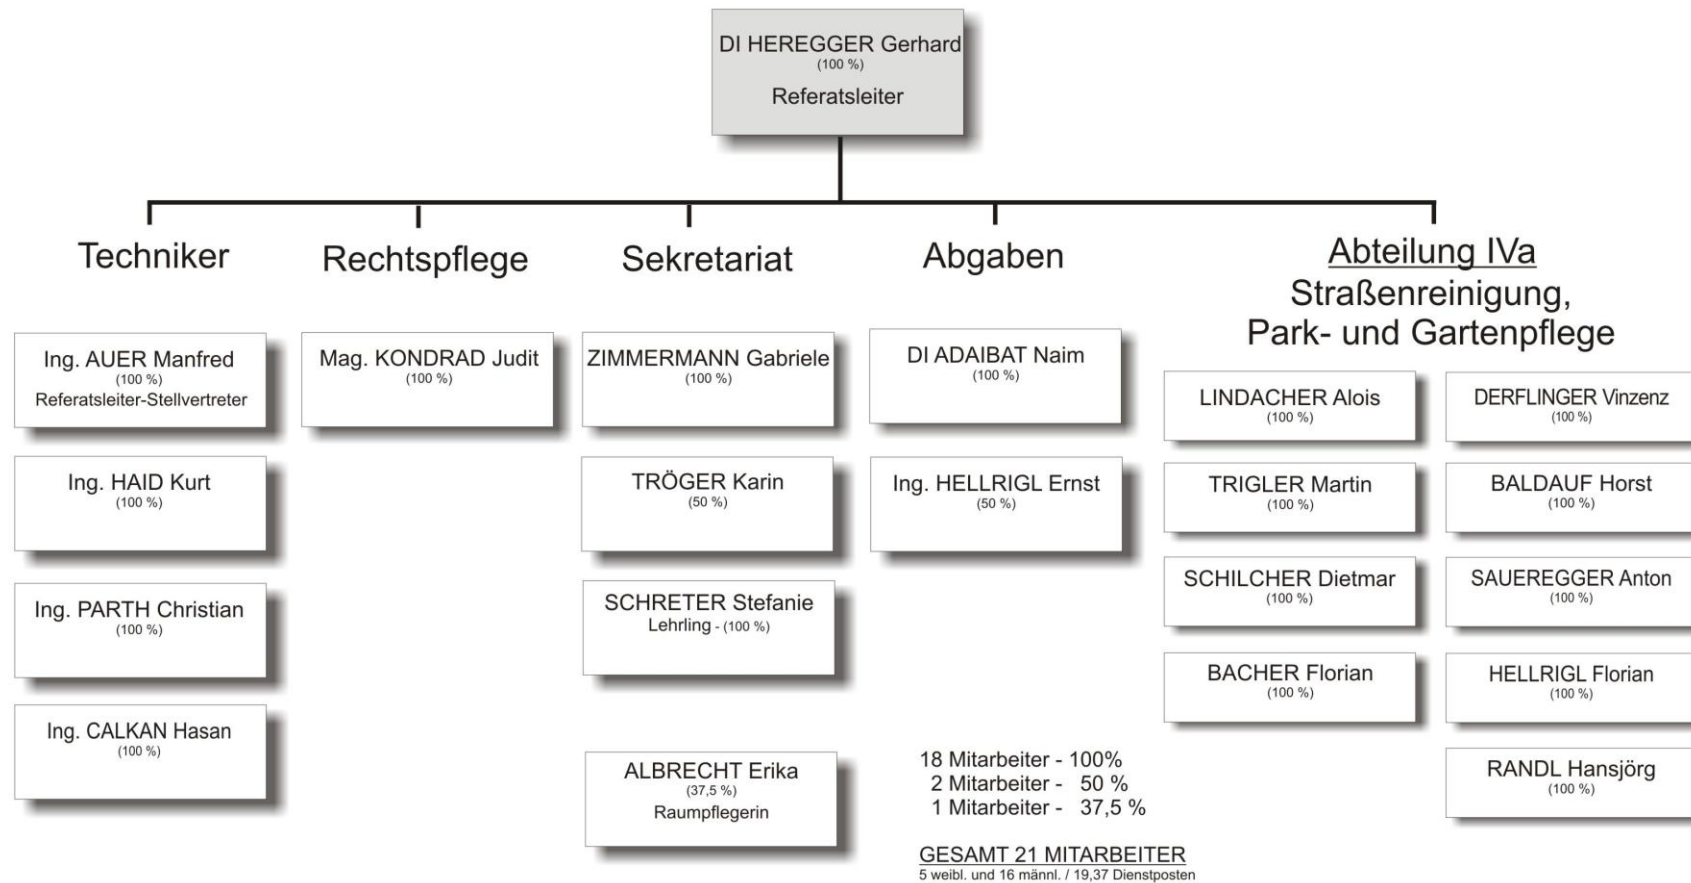 DI HEREGGER Gerhard
(100 %)
Referatsleiter
Techniker
Ing. AUER Manfred
(100 %)
Referatsleiter-Stellvertreter
Ing. HAID Kurt
(100 %)
Ing. PARTH Christian
(100 %)
Ing. CALKAN Hasan
(100 %)
Rechtspflege
Mag. KONDRAD Judit
(100 %)
Sekretariat
ZIMMERMANN Gabriele
(100 %)
TRÖGER Karin
(50 %)
SCHRETER Stefanie
Lehrling - (100 %)
ALBRECHT Erika
(37,5 %)
Raumpflegerin
Abgaben
DI ADAIBAT Naim
(100 %)
Ing. HELLRIGL Ernst
(50 %)
Abteilung IVa
Straßenreinigung,
Park- und Gartenpflege
LINDACHER Alois
(100 %)
TRIGLER Martin
(100 %)
SCHILCHER Dietmar
(100 %)
BACHER Florian
(100 %)
DERFLINGER Vinzenz
(100 %)
BALDAUF Horst
(100 %)
SAUEREGGER Anton
(100 %)
HELLRIGL Florian
(100 %)
RANDL Hansjörg
(100 %)
18 Mitarbeiter - 100%
2 Mitarbeiter - 50 %
1 Mitarbeiter - 37,5 %
GESAMT 21 MITARBEITER
5 weibl. und 16 männl. / 19,37 Dienstposten